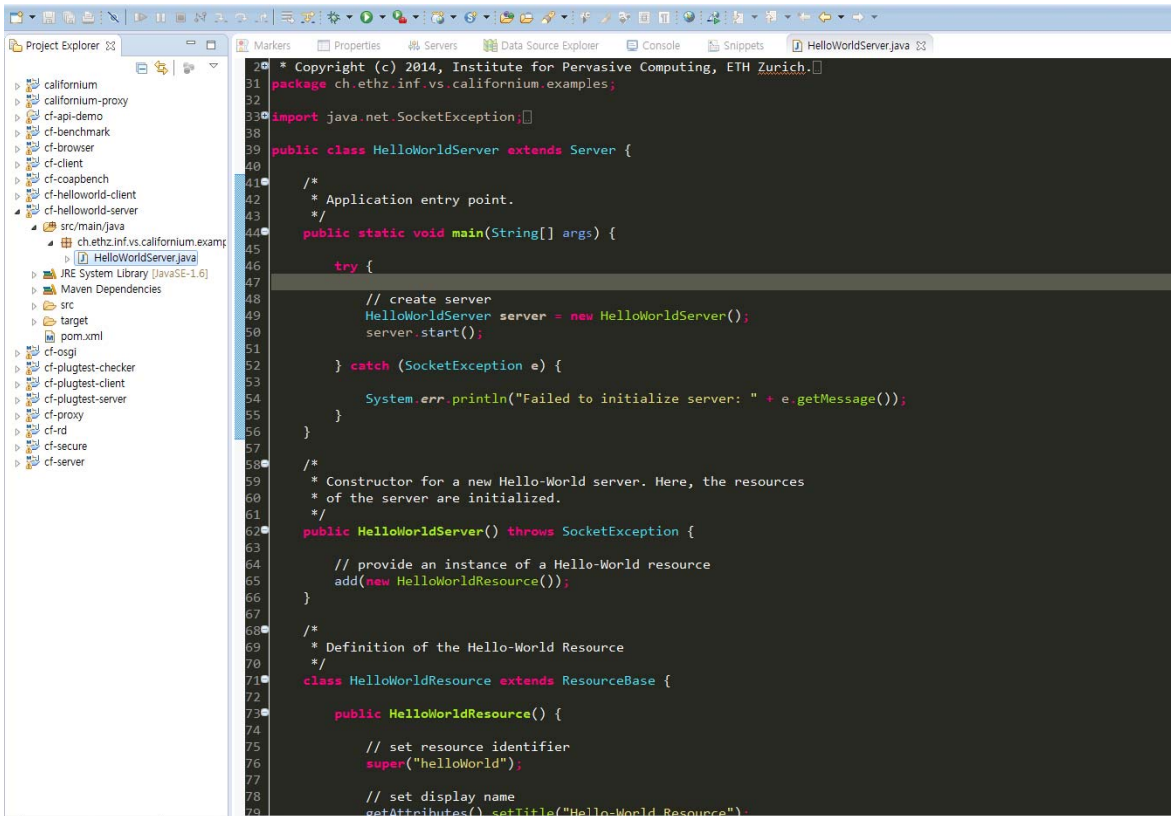 Project Explorer
californium
californium-proxy
cf-api-demo
cf-benchmark
cf-browser
cf-client
cf-coapbench
cf-helloworld-client
cf-helloworld-server
src/main/java
ch.ethz.inf.vs.californium.examp
HelloWorldServer.java
JRE System Library [JavaSE-1.6]
Maven Dependencies
src
target
pom.xml
cf-osgi
cf-plugtest-checker
cf-plugtest-client
cf-plugtest-server
cf-proxy
cf-rd
cf-secure
cf-server
Markers Properties Servers Data Source Explorer Console Snippets HelloWorldServer.java
2 * Copyright (c) 2014, Institute for Pervasive Computing, ETH Zurich.
31 package ch.ethz.inf.vs.californium.examples;
32
33 import java.net.SocketException;
38
39 public class HelloWorldServer extends Server {
40
41 /*
42 * Application entry point.
43 */
44 public static void main(String[] args) {
45
46 try {
47
48 // create server
49 HelloWorldServer server = new HelloWorldServer();
50 server.start();
51
52 } catch (SocketException e) {
53
54 System.err.println("Failed to initialize server: " + e.getMessage());
55 }
56 }
57
58 /*
59 * Constructor for a new Hello-World server. Here, the resources
60 * of the server are initialized.
61 */
62 public HelloWorldServer() throws SocketException {
63
64 // provide an instance of a Hello-World resource
65 add(new HelloWorldResource());
66 }
67
68 /*
69 * Definition of the Hello-World Resource
70 */
71 class HelloWorldResource extends ResourceBase {
72
73 public HelloWorldResource() {
74
75 // set resource identifier
76 super("helloWorld");
77
78 // set display name
79 getAttributes().setTitle("Hello-World Resource");